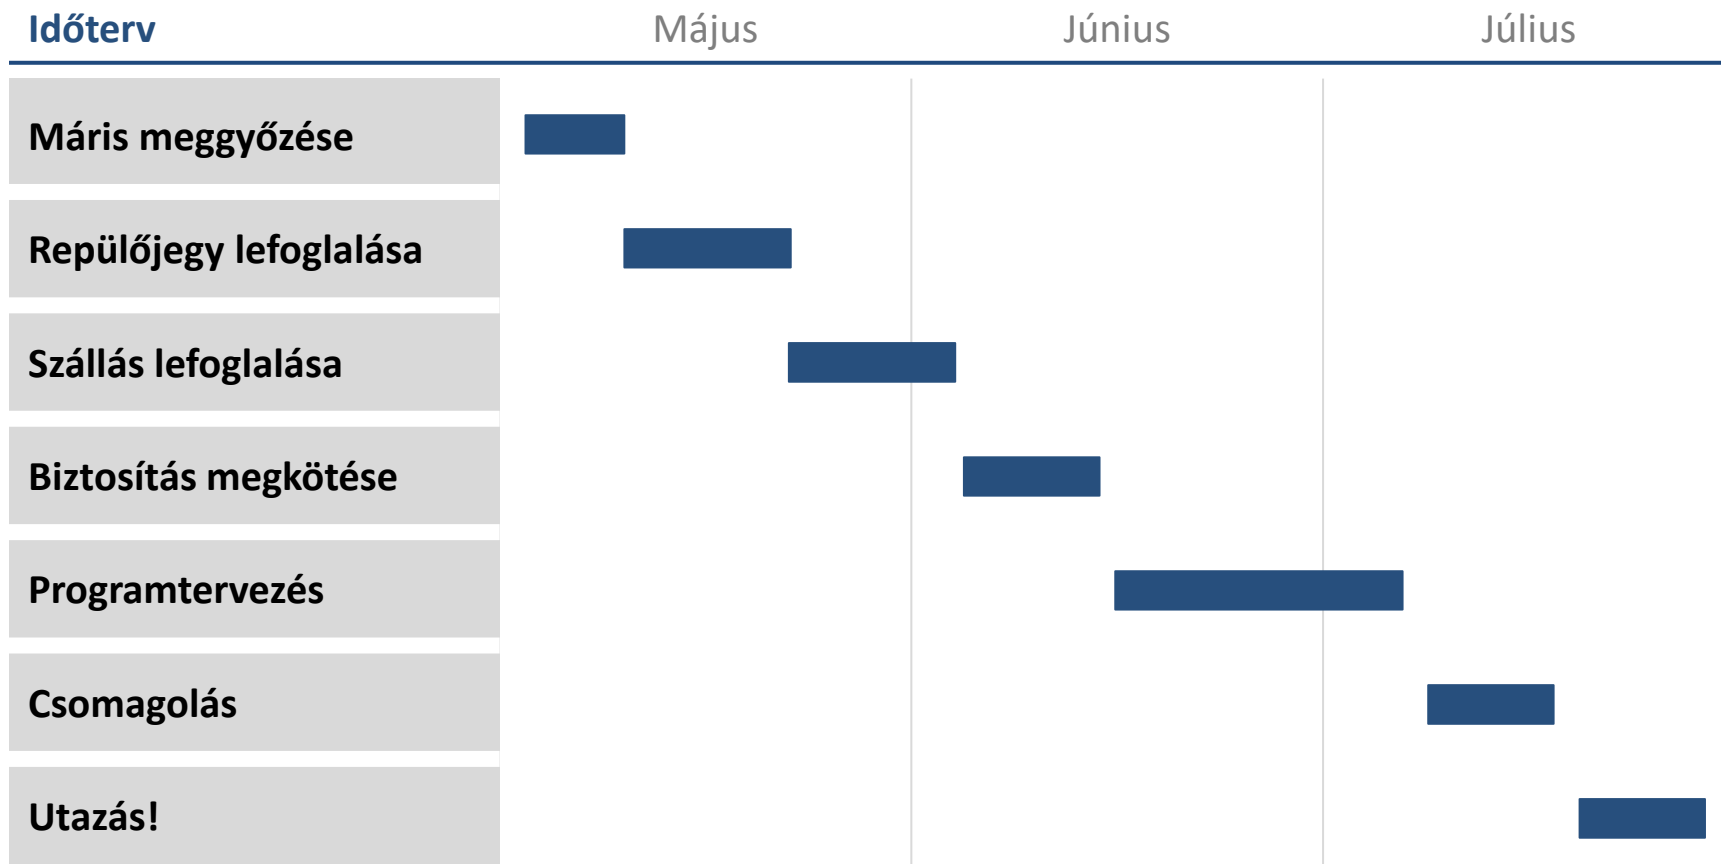 Időterv Május Június Július
Máris meggyőzése
Repülőjegy lefoglalása
Szállás lefoglalása
Biztosítás megkötése
Programtervezés
Csomagolás
Utazás!